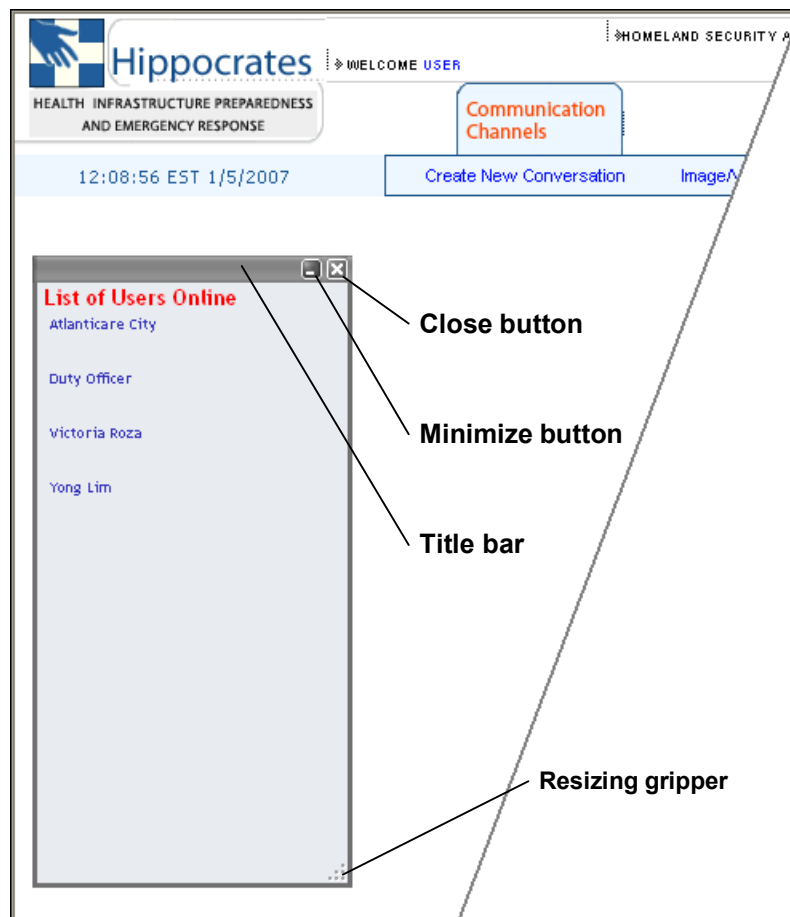 HOMELAND SECURITY A
Hippocrates
WELCOME USER
HEALTH INFRASTRUCTURE PREPAREDNESS
AND EMERGENCY RESPONSE
Communication
Channels
12:08:56 EST 1/5/2007
Create New Conversation
Image/
List of Users Online
Atlanticare City
Close button
Duty Officer
Minimize button
Victoria Roza
Yong Lim
Title bar
Resizing gripper